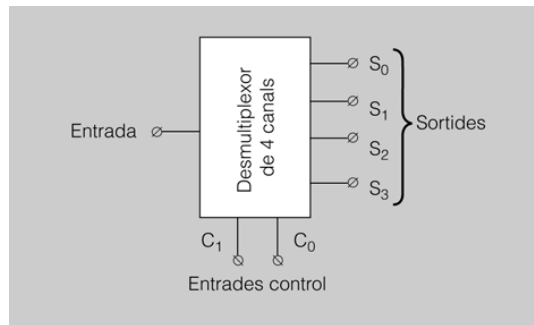 Entrada
Desmultiplexor
de 4 canals
S₀
S₁
S₂
S₃
Sortides
C₁
C₀
Entrades control